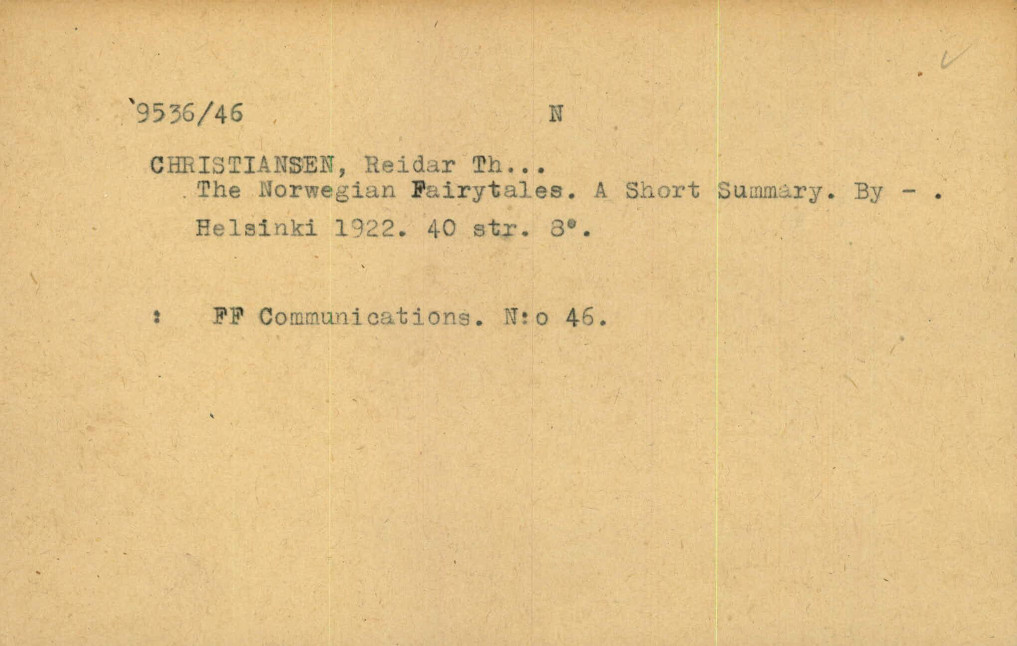 9536/46 N
CHRISTIANSEN, Reidar Th...
The Norwegian Fairytales. A Short Summary. By - .
Helsinki 1922. 40 str. 8°.
: FF Communications. N:o 46.